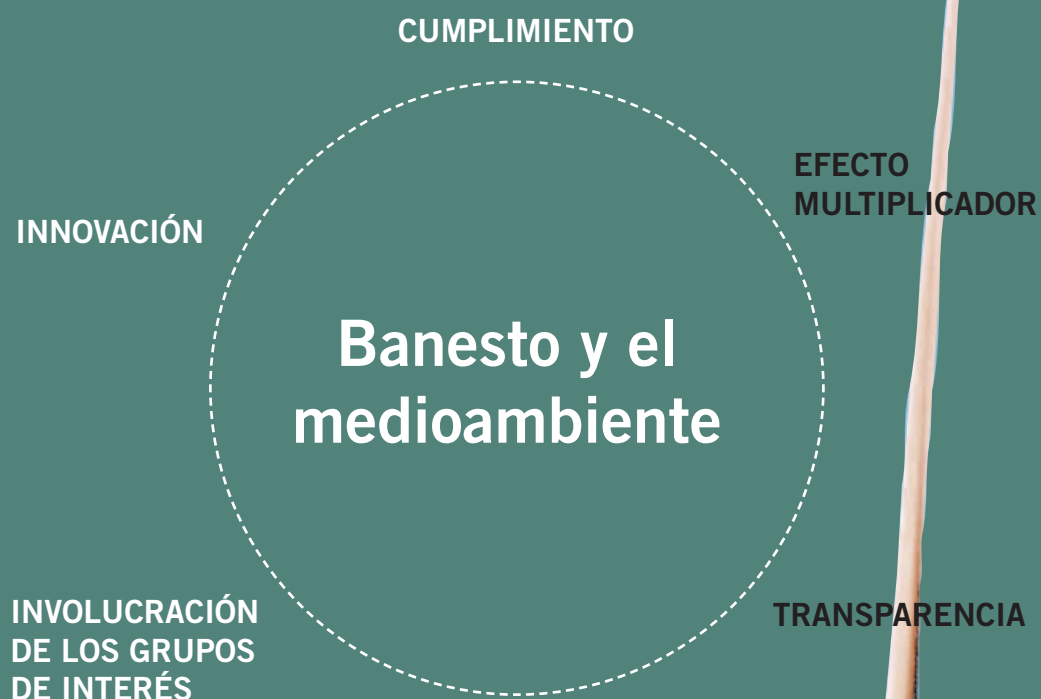 CUMPLIMIENTO
EFECTO
MULTIPLICADOR
INNOVACIÓN
Banesto y el
medioambiente
INVOLUCRACIÓN
DE LOS GRUPOS
DE INTERÉS
TRANSPARENCIA